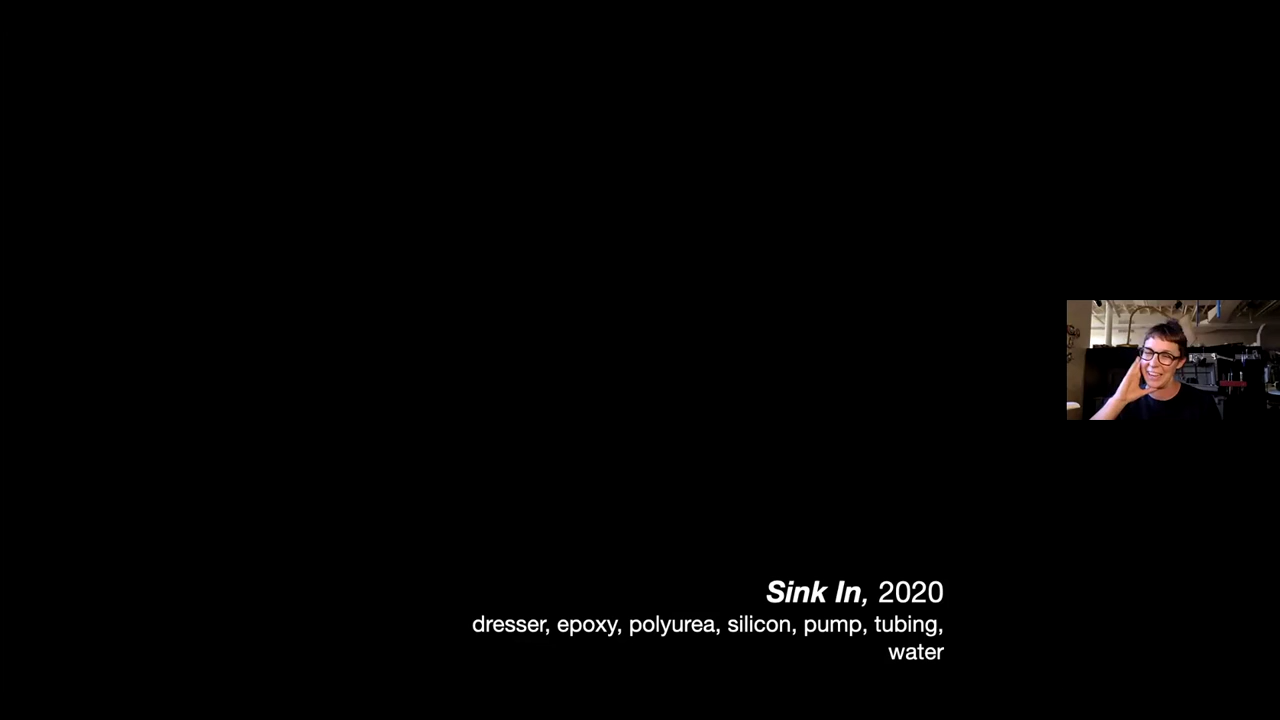 Sink In, 2020
dresser, epoxy, polyurea, silicon, pump, tubing,
water